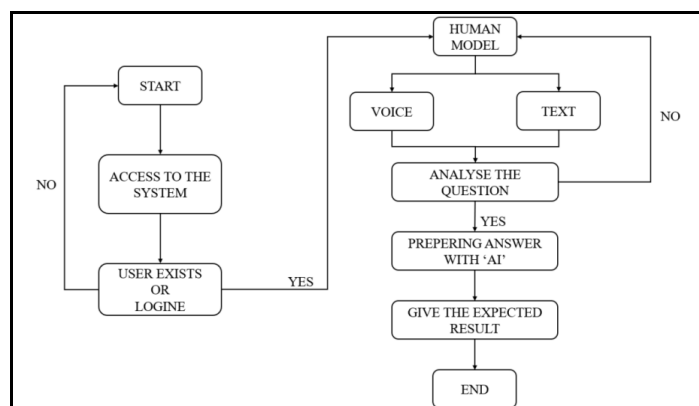 START
ACCESS TO THE
SYSTEM
USER EXISTS
OR
LOGINE
NO
YES
HUMAN
MODEL
VOICE
TEXT
NO
ANALYSE THE
QUESTION
YES
PREPERING ANSWER
WITH ‘AI’
GIVE THE EXPECTED
RESULT
END